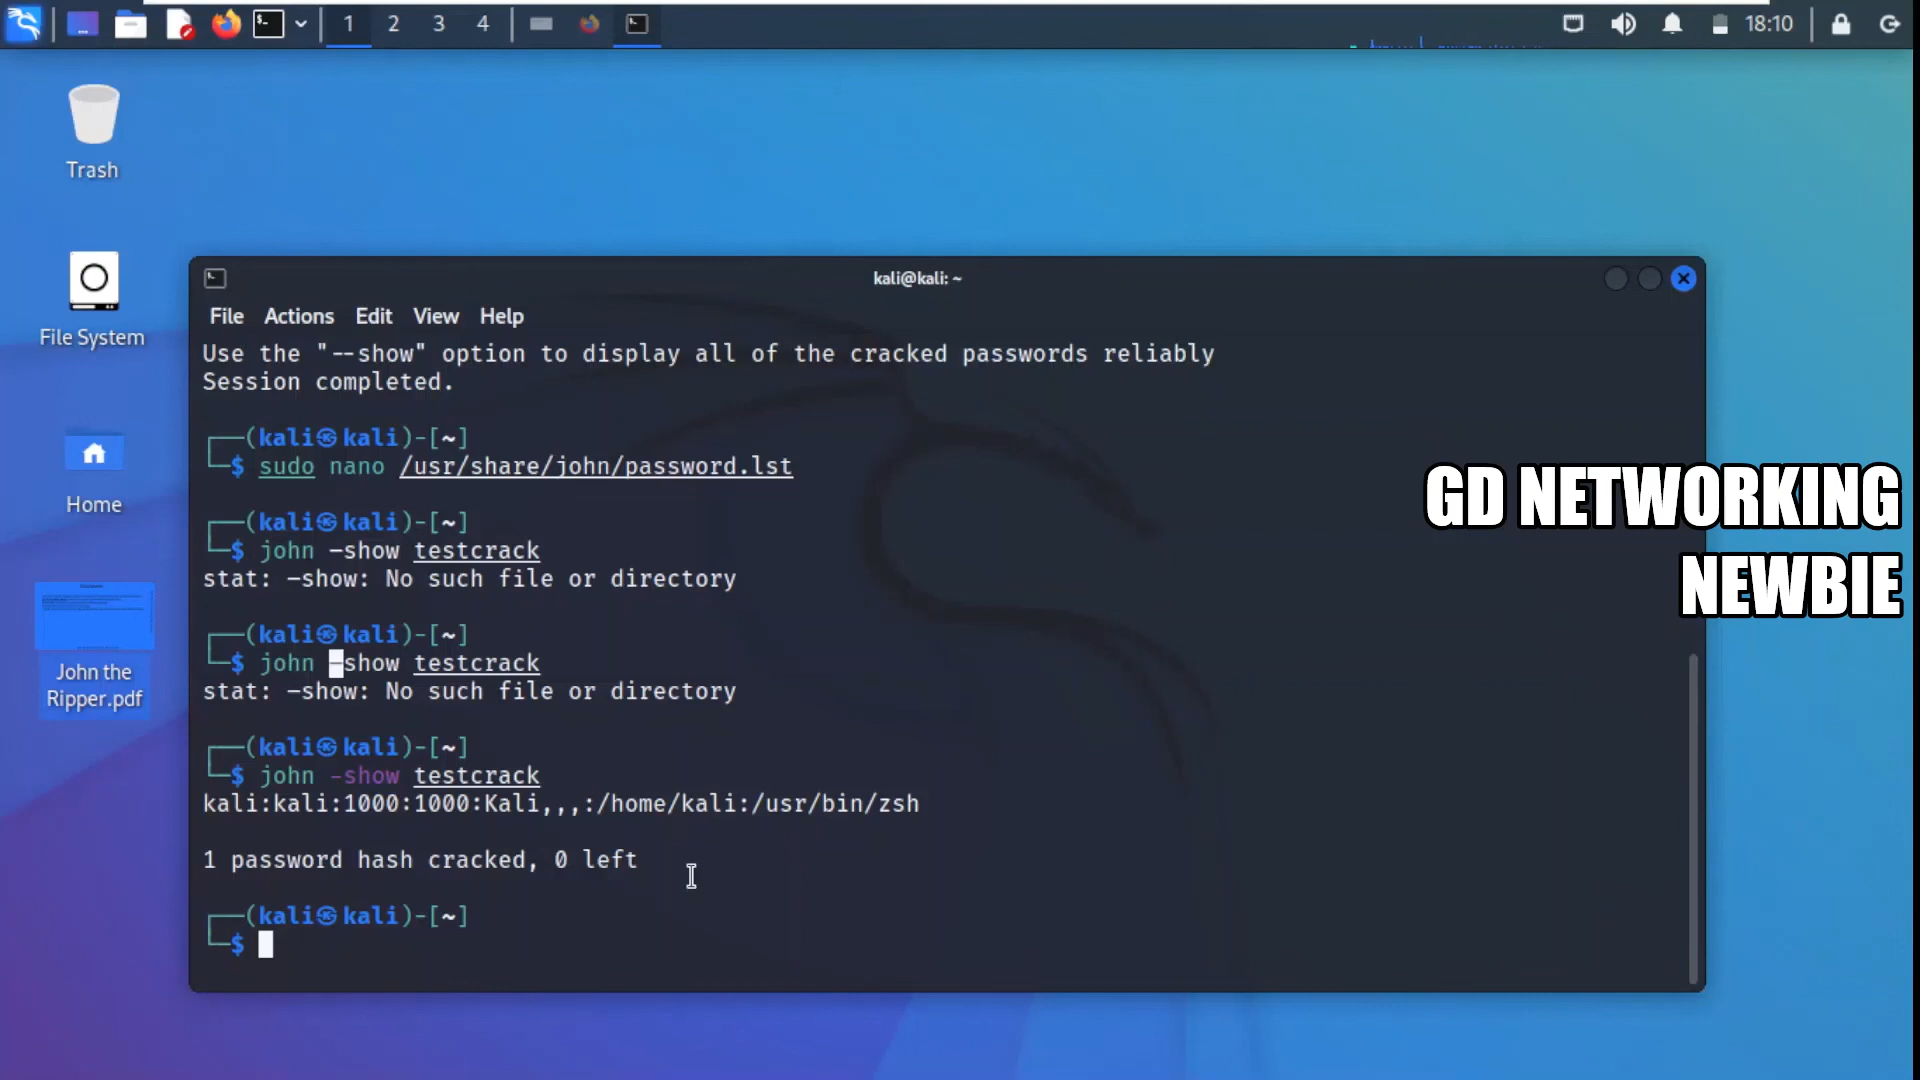 1 2 3 4 18:10
Trash
File System
Home
John the
Ripper.pdf
kali@kali: ~
File Actions Edit View Help
Use the "--show" option to display all of the cracked passwords reliably
Session completed.
┌──(kali㉿kali)-[~]
└─$ sudo nano /usr/share/john/password.lst
┌──(kali㉿kali)-[~]
└─$ john –show testcrack
stat: –show: No such file or directory
┌──(kali㉿kali)-[~]
└─$ john –show testcrack
stat: –show: No such file or directory
┌──(kali㉿kali)-[~]
└─$ john -show testcrack
kali:kali:1000:1000:Kali,,,:/home/kali:/usr/bin/zsh
1 password hash cracked, 0 left
┌──(kali㉿kali)-[~]
└─$
GD NETWORKING
NEWBIE